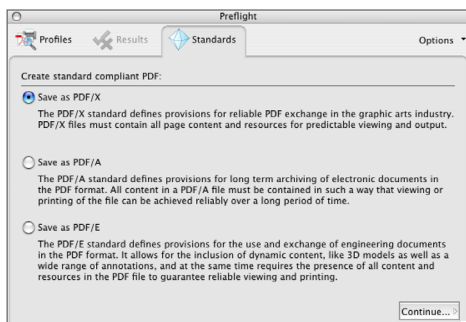 Preflight
Profiles Results Standards Options
Create standard compliant PDF:
Save as PDF/X
The PDF/X standard defines provisions for reliable PDF exchange in the graphic arts industry.
PDF/X files must contain all page content and resources for predictable viewing and output.
Save as PDF/A
The PDF/A standard defines provisions for long term archiving of electronic documents in
the PDF format. All content in a PDF/A file must be contained in such a way that viewing or
printing of the file can be achieved reliably over a long period of time.
Save as PDF/E
The PDF/E standard defines provisions for the use and exchange of engineering documents
in the PDF format. It allows for the inclusion of dynamic content, like 3D models as well as a
wide range of annotations, and at the same time requires the presence of all content and
resources in the PDF file to guarantee reliable viewing and printing.
Continue...